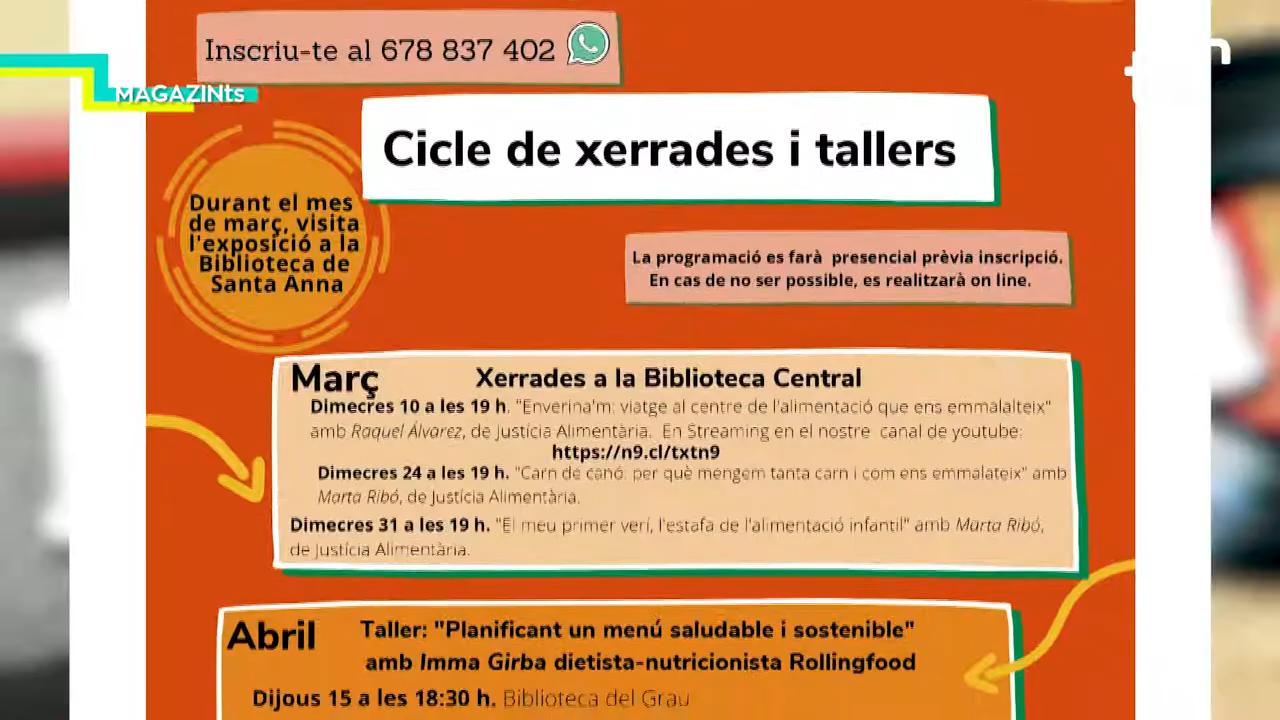 Inscriu-te al 678 837 402
MAGAZINts
Cicle de xerrades i tallers
Durant el mes
de març, visita
l'exposició a la
Biblioteca de
Santa Anna
La programació es farà presencial prèvia inscripció.
En cas de no ser possible, es realitzarà on line.
Març
Xerrades a la Biblioteca Central
Dimecres 10 a les 19 h. "Enverina'm: viatge al centre de l'alimentació que ens emmalalteix"
amb Raquel Álvarez, de Justícia Alimentària. En Streaming en el nostre canal de youtube:
https://n9.cl/txtn9
Dimecres 24 a les 19 h. "Carn de canó: per què mengem tanta carn i com ens emmalateix" amb
Marta Ribó, de Justícia Alimentària.
Dimecres 31 a les 19 h. "El meu primer verí, l'estafa de l'alimentació infantil" amb Marta Ribó,
de Justícia Alimentària.
Abril
Taller: "Planificant un menú saludable i sostenible"
amb Imma Girba dietista-nutricionista Rollingfood
Dijous 15 a les 18:30 h. Biblioteca del Grau